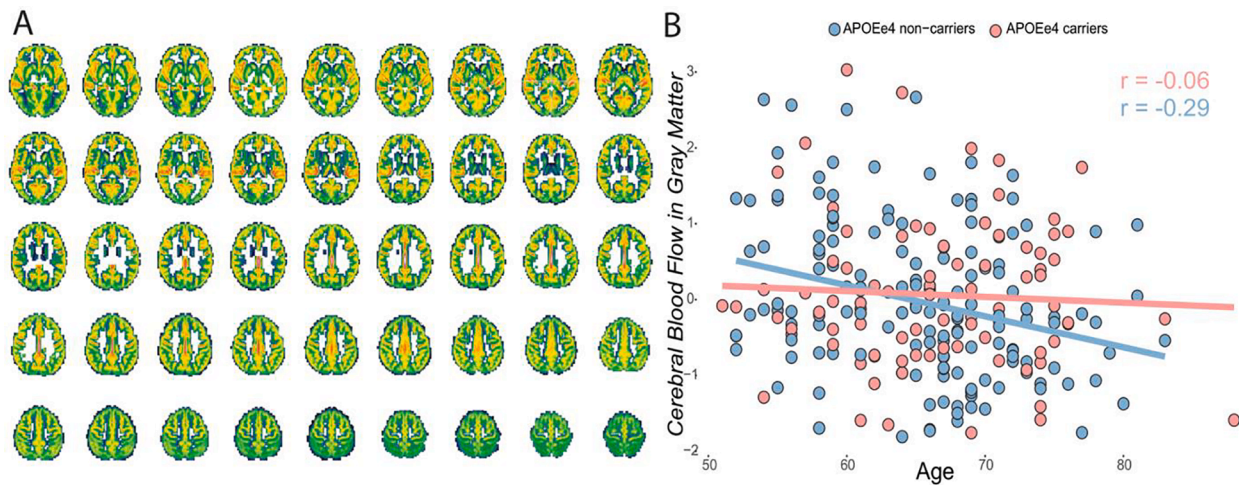 A
B
APOEe4 non-carriers
APOEe4 carriers
r = -0.06
r = -0.29
Cerebral Blood Flow in Gray Matter
3
2
1
0
−1
−2
50
60
70
80
Age